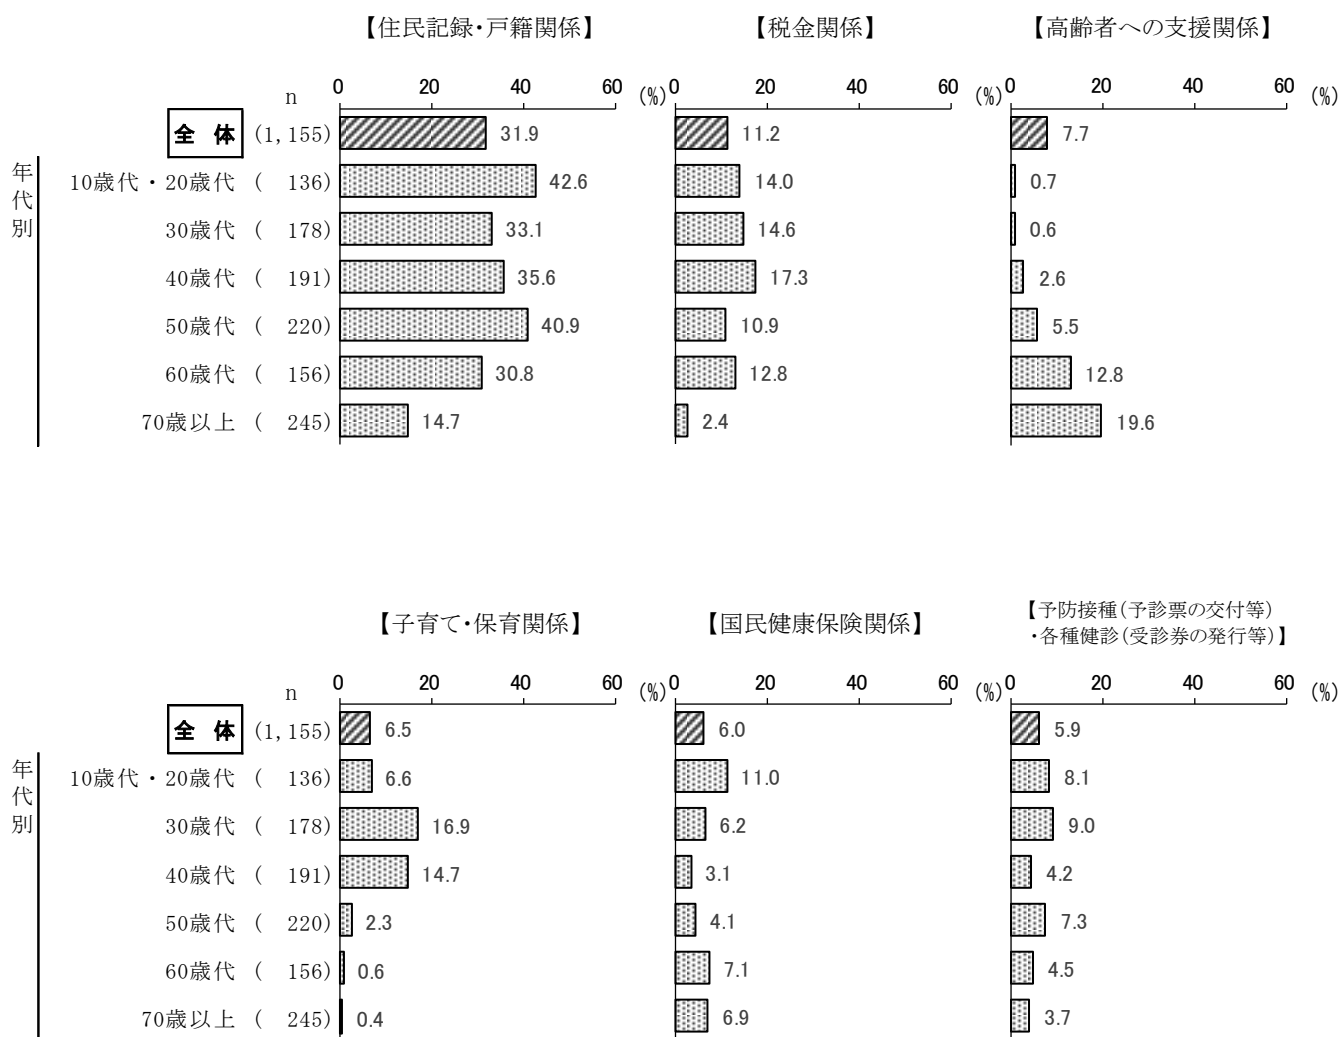 【住民記録・戸籍関係】 【税金関係】 【高齢者への支援関係】
n 0 20 40 60 (%) 0 20 40 60 (%) 0 20 40 60 (%)
全 体 (1,155) 31.9 11.2 7.7
年代別
10歳代・20歳代 ( 136) 42.6 14.0 0.7
30歳代 ( 178) 33.1 14.6 0.6
40歳代 ( 191) 35.6 17.3 2.6
50歳代 ( 220) 40.9 10.9 5.5
60歳代 ( 156) 30.8 12.8 12.8
70歳以上 ( 245) 14.7 2.4 19.6
【子育て・保育関係】 【国民健康保険関係】 【予防接種(予診票の交付等)
・各種健診(受診券の発行等)】
n 0 20 40 60 (%) 0 20 40 60 (%) 0 20 40 60 (%)
全 体 (1,155) 6.5 6.0 5.9
年代別
10歳代・20歳代 ( 136) 6.6 11.0 8.1
30歳代 ( 178) 16.9 6.2 9.0
40歳代 ( 191) 14.7 3.1 4.2
50歳代 ( 220) 2.3 4.1 7.3
60歳代 ( 156) 0.6 7.1 4.5
70歳以上 ( 245) 0.4 6.9 3.7